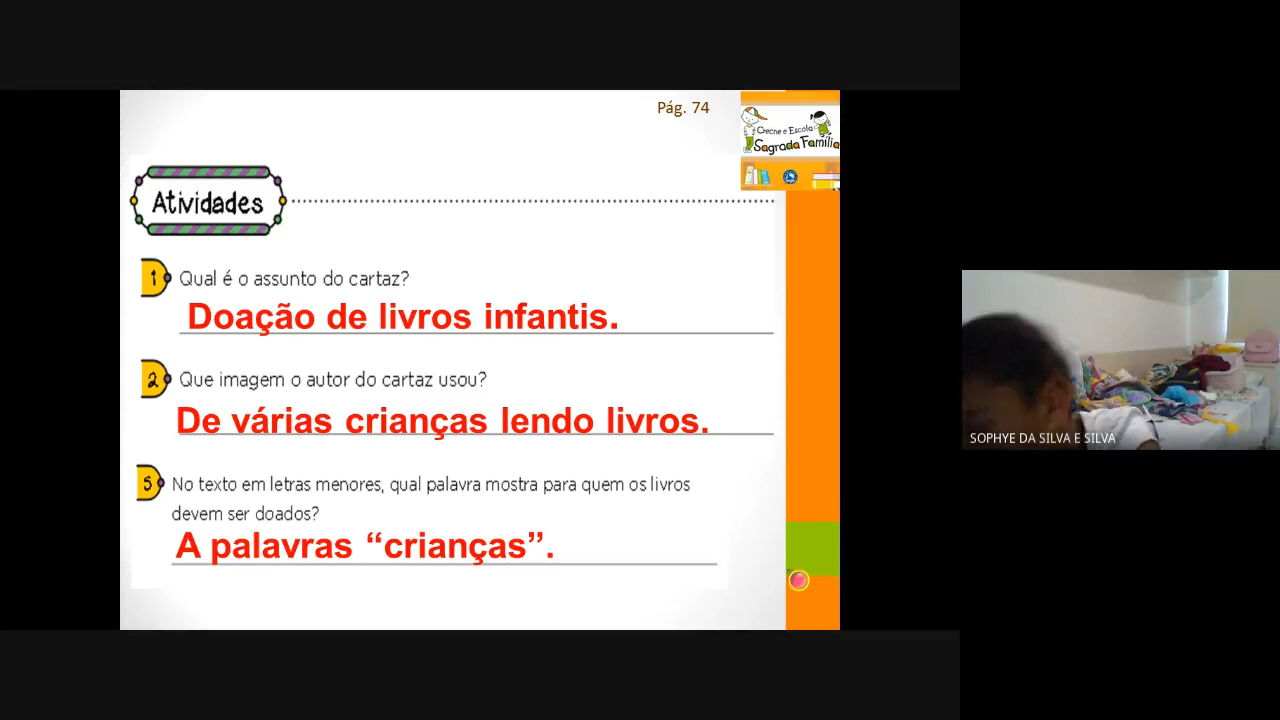 Pág. 74
Creche e Escola
Sagrada Família
Atividades
1 Qual é o assunto do cartaz?
Doação de livros infantis.
2 Que imagem o autor do cartaz usou?
De várias crianças lendo livros.
5 No texto em letras menores, qual palavra mostra para quem os livros
devem ser doados?
A palavras “crianças”.
SOPHYE DA SILVA E SILVA